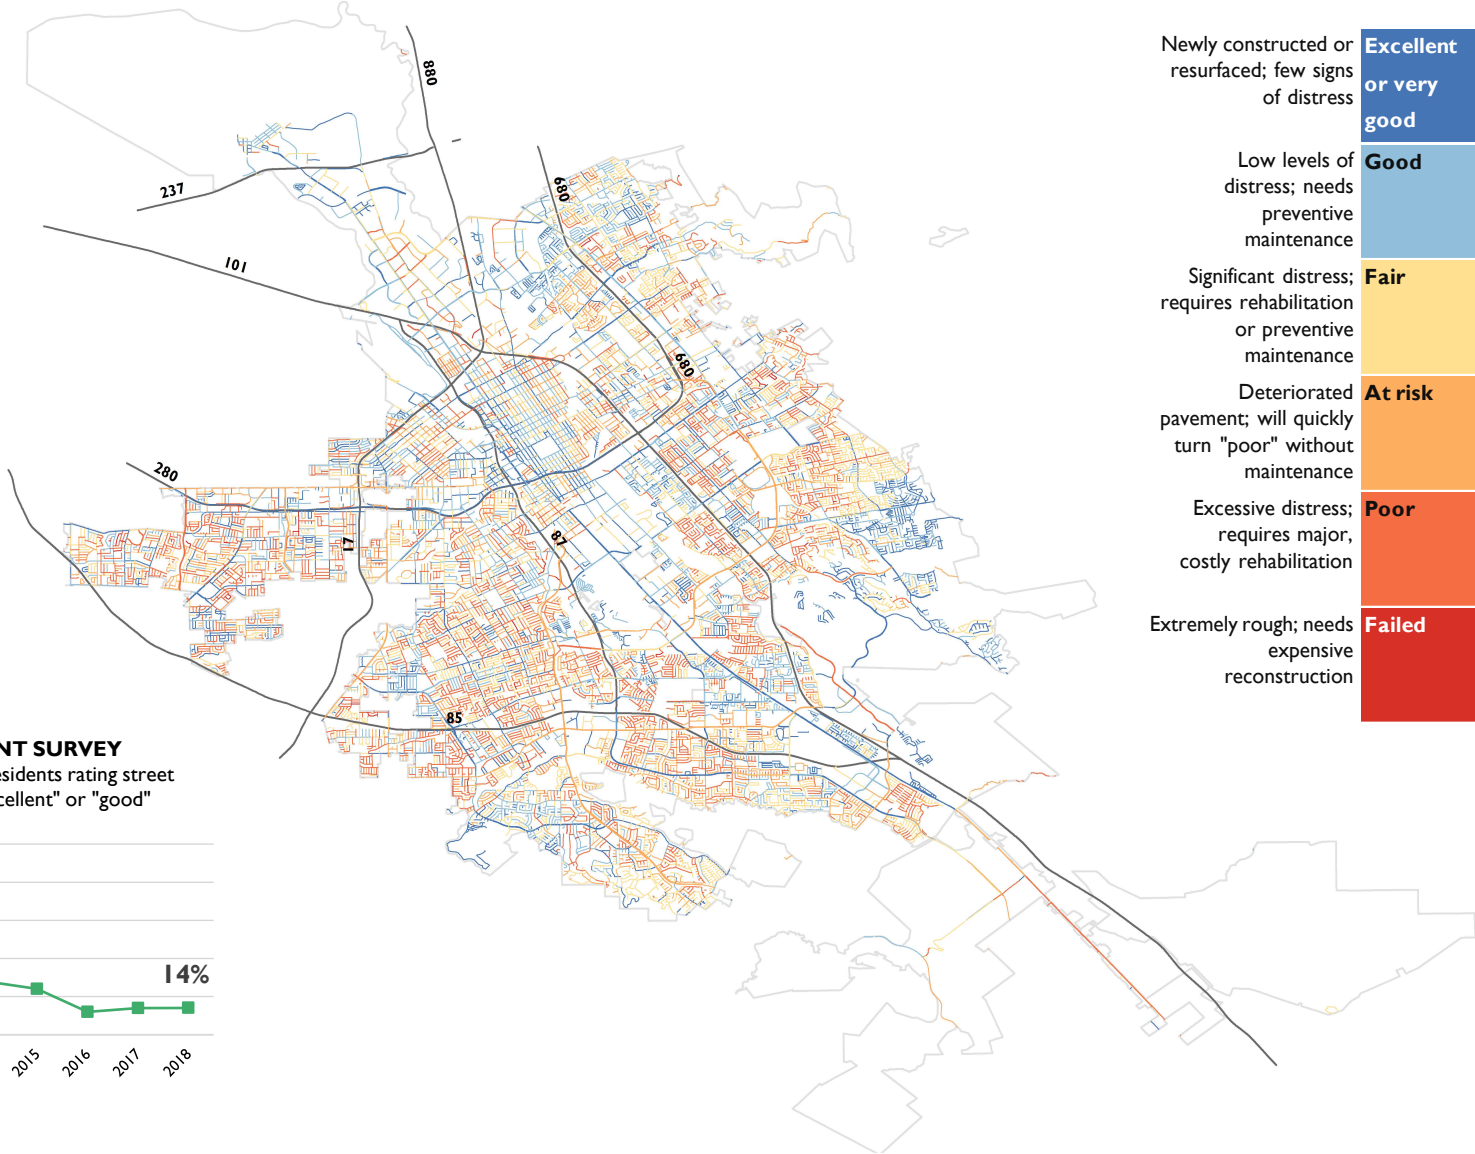 Newly constructed or
resurfaced; few signs
of distress
Excellent
or very
good
Low levels of
distress; needs
preventive
maintenance
Good
Significant distress;
requires rehabilitation
or preventive
maintenance
Fair
Deteriorated
pavement; will quickly
turn "poor" without
maintenance
At risk
Excessive distress;
requires major,
costly rehabilitation
Poor
Extremely rough; needs
expensive
reconstruction
Failed
880
237
680
101
680
280
17
87
85
NT SURVEY
esidents rating street
cellent" or "good"
14%
2015
2016
2017
2018